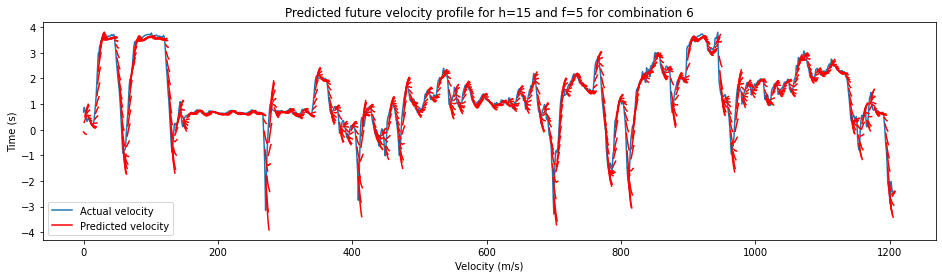 Predicted future velocity profile for h=15 and f=5 for combination 6
Time (s)
4
3
2
1
0
−1
−2
−3
−4
Actual velocity
Predicted velocity
0 200 400 600 800 1000 1200
Velocity (m/s)